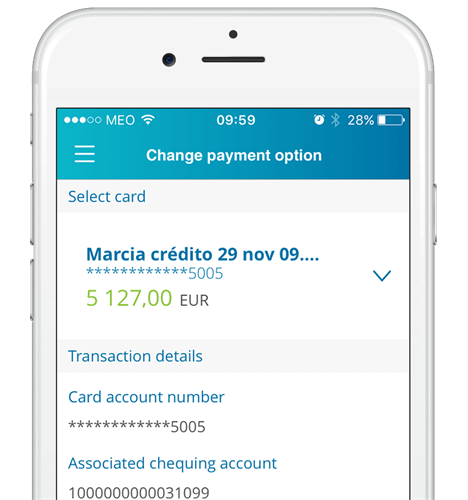 MEO 09:59 28%
Change payment option
Select card
Marcia crédito 29 nov 09....
************5005
5 127,00 EUR
Transaction details
Card account number
************5005
Associated chequing account
1000000000031099